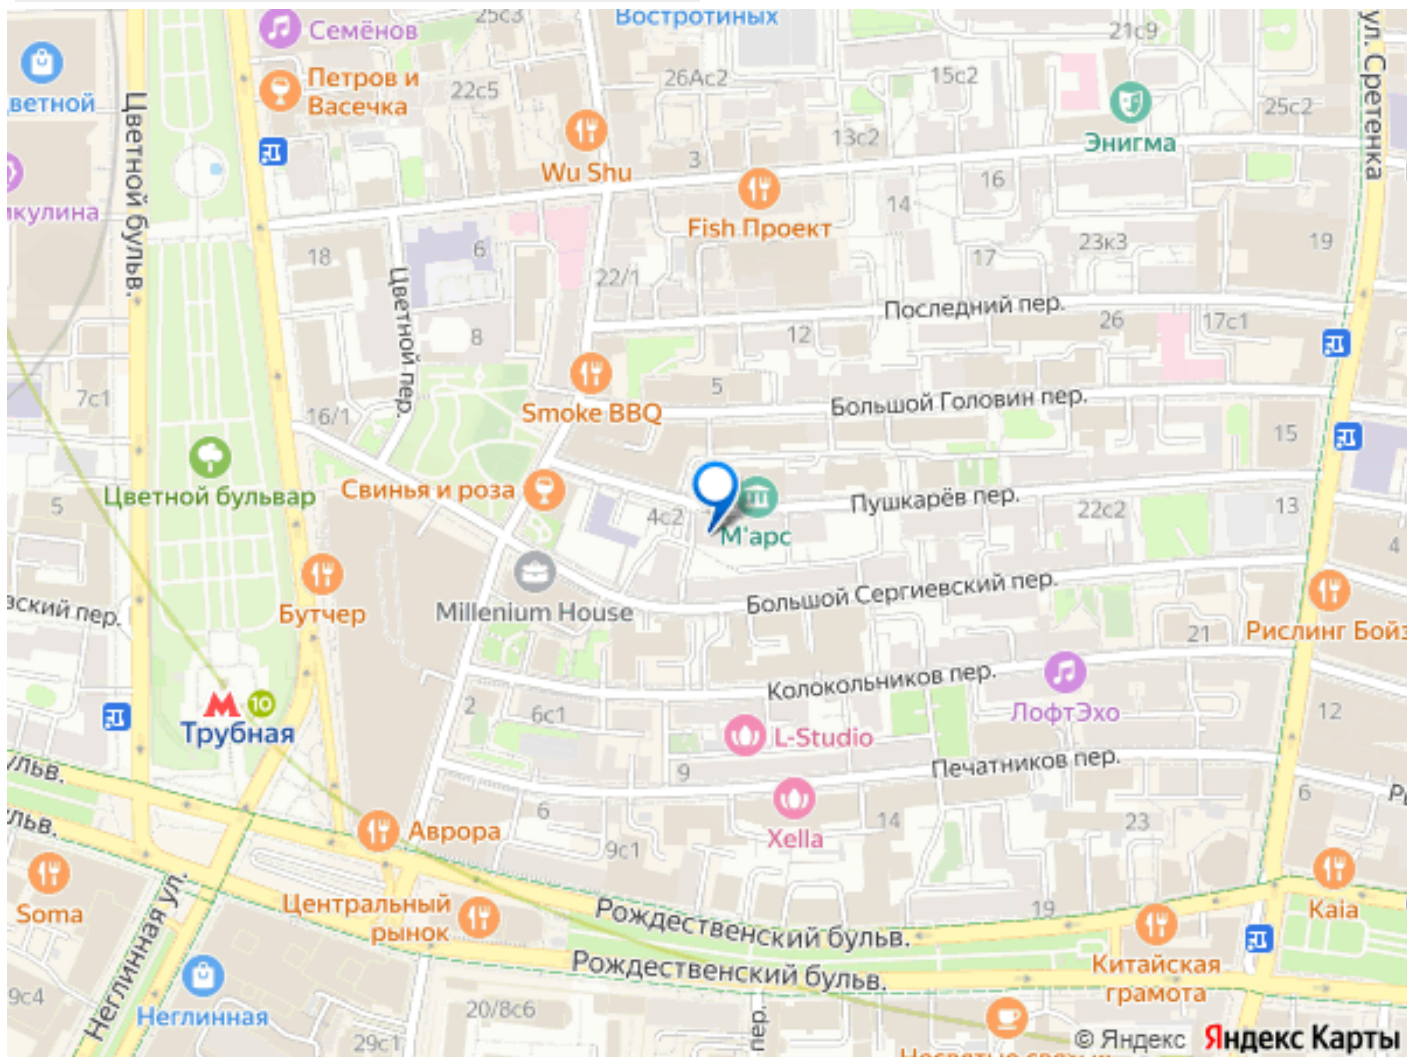 25с3
Востротиных
21с9
Семёнов
ул. Сретенка
Петров и
Васечка
22с5
26Ас2
15с2
25с2
ветной
Цветной бульв.
Wu Shu
3
13с2
Энигма
икулина
16
14
Fish Проект
18
6
23к3
19
17
22/1
Цветной пер.
Последний пер.
8
12
26
17с1
7с1
5
16/1
Smoke BBQ
Большой Головин пер.
15
Цветной бульвар
Свинья и роза
Пушкарёв пер.
5
4с2
22с2
13
М'арс
4
Бутчер
Millenium House
Большой Сергиевский пер.
вский пер.
21
Рислинг Бойз
Колокольников пер.
10
Трубная
2
6с1
ЛофтЭхо
12
L-Studio
9
Печатников пер.
ульв.
6
6
Аврора
14
23
ульв.
9с1
Xella
Soma
Неглинная ул.
Центральный
рынок
Рождественский бульв.
19
Kaia
Рождественский бульв.
Китайская
грамота
9с4
Неглинная
20/8с6
29с1
пер.
© Яндекс Яндекс Карты